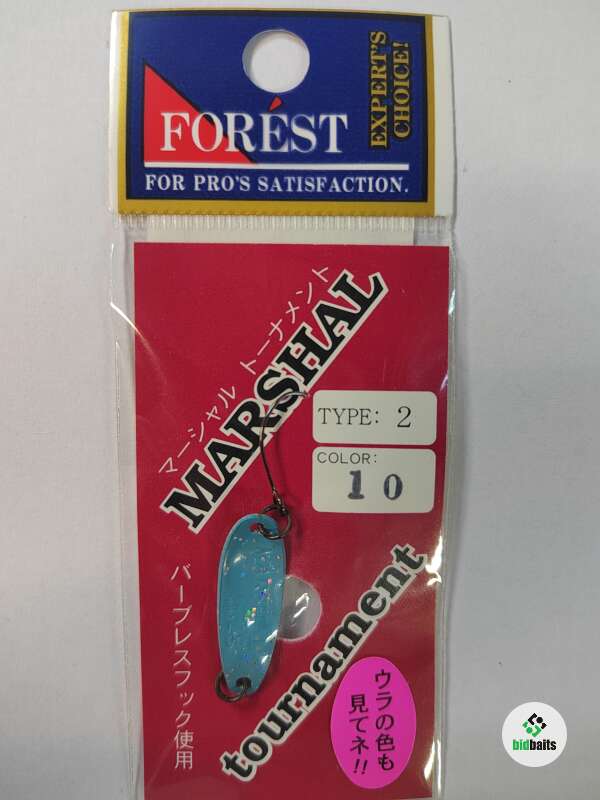 FORÉST
FOR PRO'S SATISFACTION.
EXPERT'S
CHOICE!
マーシャル トーナメント
MARSHAL
TYPE: 2
COLOR:
10
tournament
バーブレスフック使用
ウラの色も
見てネ!!
bidbaits